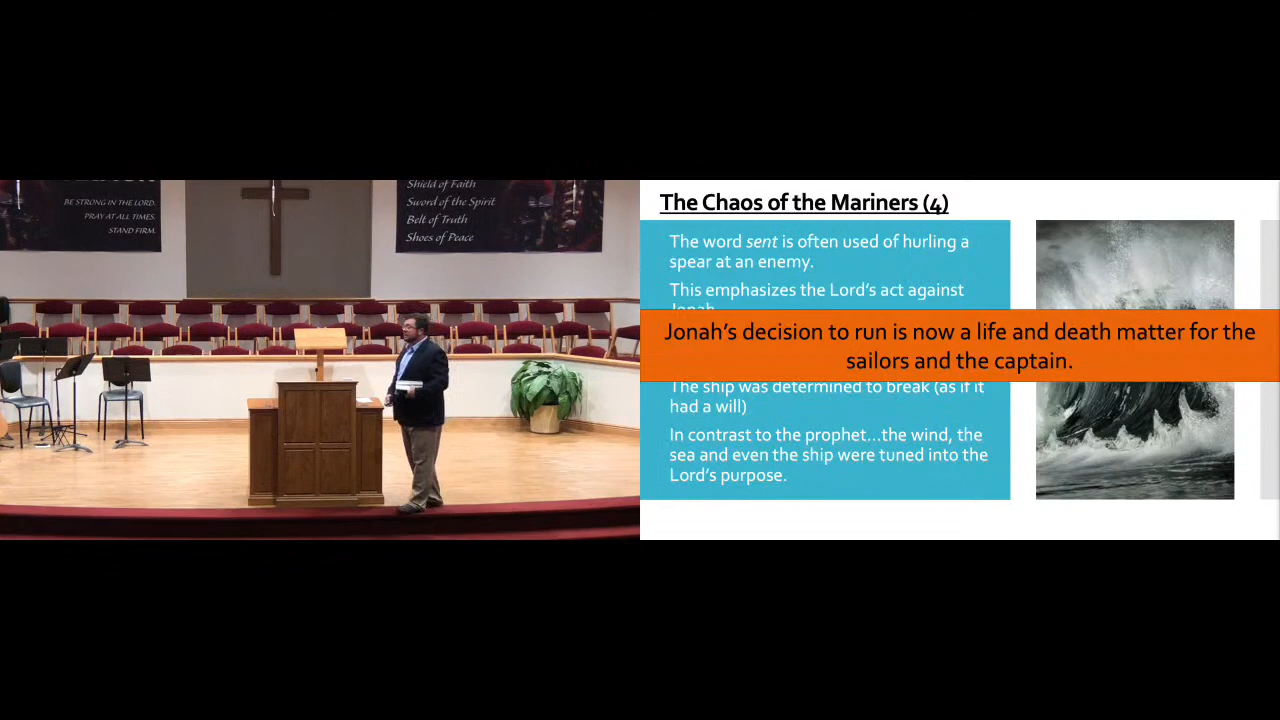 BE STRONG IN THE LORD.
PRAY AT ALL TIMES.
STAND FIRM.
Shield of Faith
Sword of the Spirit
Belt of Truth
Shoes of Peace
The Chaos of the Mariners (4)
The word sent is often used of hurling a
spear at an enemy.
This emphasizes the Lord's act against
Jonah’s decision to run is now a life and death matter for the
sailors and the captain.
The ship was determined to break (as if it
had a will)
In contrast to the prophet…the wind, the
sea and even the ship were tuned into the
Lord’s purpose.